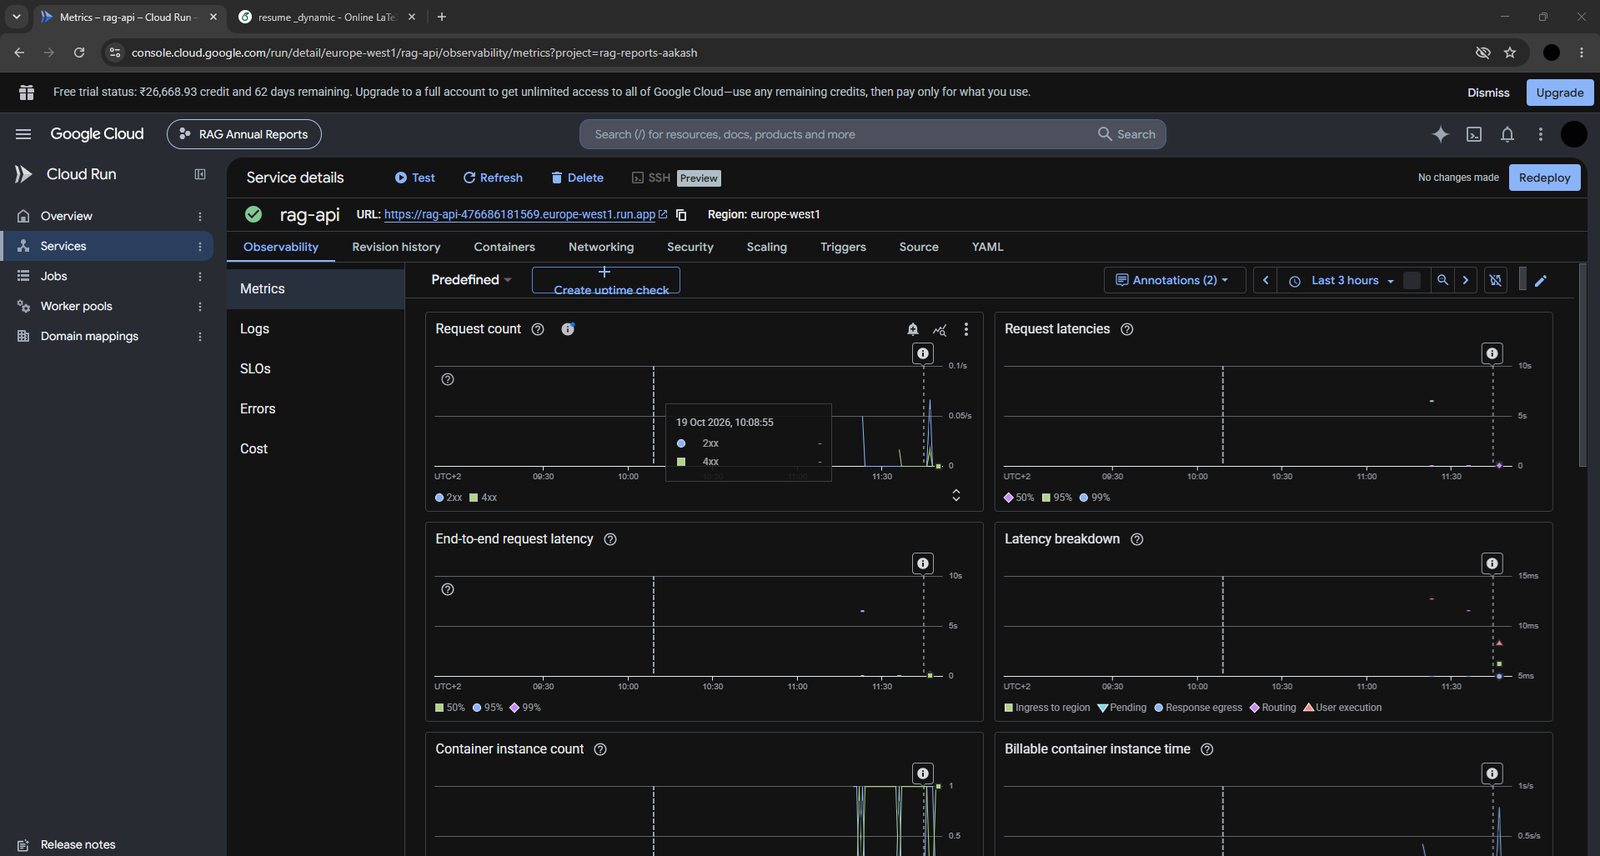 Metrics – rag-api – Cloud Run –
resume _dynamic - Online LaTeX
console.cloud.google.com/run/detail/europe-west1/rag-api/observability/metrics?project=rag-reports-aakash
Free trial status: ₹26,668.93 credit and 62 days remaining. Upgrade to a full account to get unlimited access to all of Google Cloud—use any remaining credits, then pay only for what you use.
Dismiss
Upgrade
Google Cloud
RAG Annual Reports
Search (/) for resources, docs, products and more
Search
Cloud Run
Overview
Services
Jobs
Worker pools
Domain mappings
Release notes
Service details
Test
Refresh
Delete
SSH
Preview
No changes made
Redeploy
rag-api
URL: https://rag-api-476686181569.europe-west1.run.app
Region: europe-west1
Observability
Revision history
Containers
Networking
Security
Scaling
Triggers
Source
YAML
Metrics
Logs
SLOs
Errors
Cost
Predefined
Create uptime check
Annotations (2)
Last 3 hours
Request count
0.1/s
0.05/s
0
19 Oct 2026, 10:08:55
2xx -
4xx -
UTC+2 09:30 10:00 10:30 11:00 11:30
2xx 4xx
Request latencies
10s
5s
0
UTC+2 09:30 10:00 10:30 11:00 11:30
50% 95% 99%
End-to-end request latency
10s
5s
0
UTC+2 09:30 10:00 10:30 11:00 11:30
50% 95% 99%
Latency breakdown
15ms
10ms
5ms
UTC+2 09:30 10:00 10:30 11:00 11:30
Ingress to region Pending Response egress Routing User execution
Container instance count
1
0.5
Billable container instance time
1s/s
0.5s/s